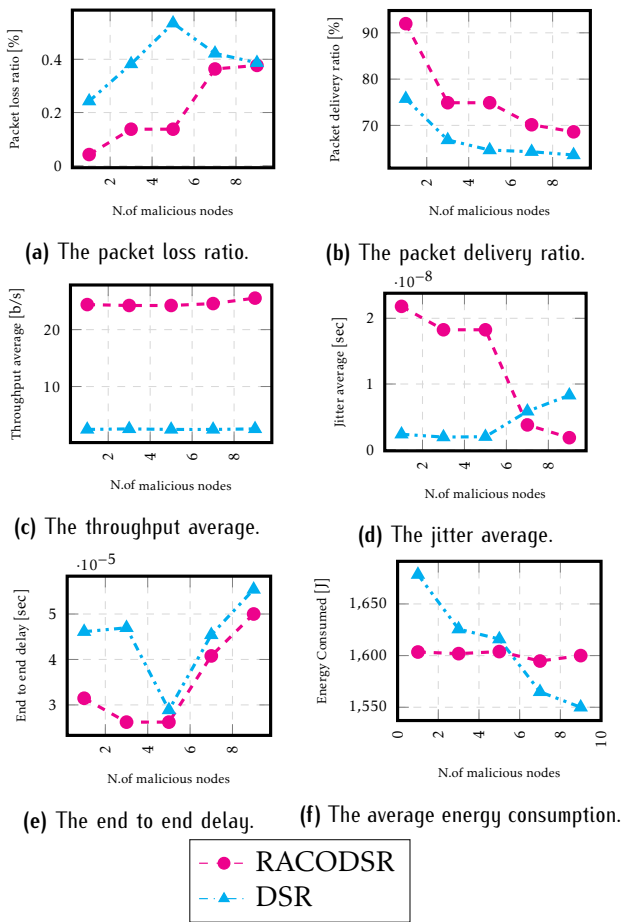 Packet loss ratio [%]
0.4
0.2
0
2
4
6
8
N.of malicious nodes
(a) The packet loss ratio.
Packet delivery ratio [%]
90
80
70
2
4
6
8
N.of malicious nodes
(b) The packet delivery ratio.
Throughput average [b/s]
20
10
2
4
6
8
N.of malicious nodes
(c) The throughput average.
·10⁻⁸
Jitter average [sec]
2
1
0
2
4
6
8
N.of malicious nodes
(d) The jitter average.
·10⁻⁵
End to end delay [sec]
5
4
3
2
4
6
8
N.of malicious nodes
(e) The end to end delay.
Energy Consumed [J]
1,650
1,600
1,550
0
2
4
6
8
10
N.of malicious nodes
(f) The average energy consumption.
RACODSR
DSR